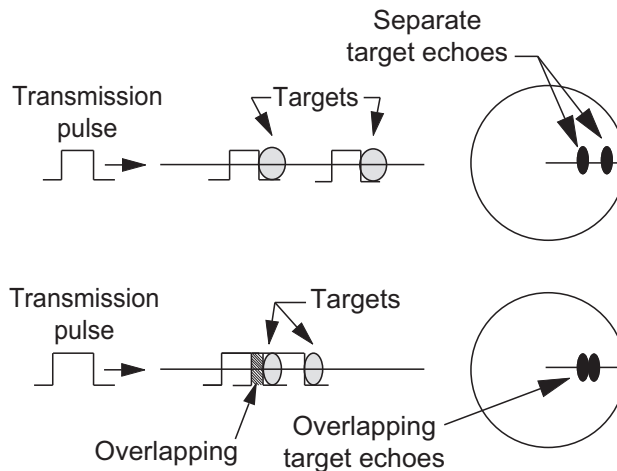 Separate
target echoes
Transmission
pulse
Targets
Transmission
pulse
Targets
Overlapping
Overlapping
target echoes